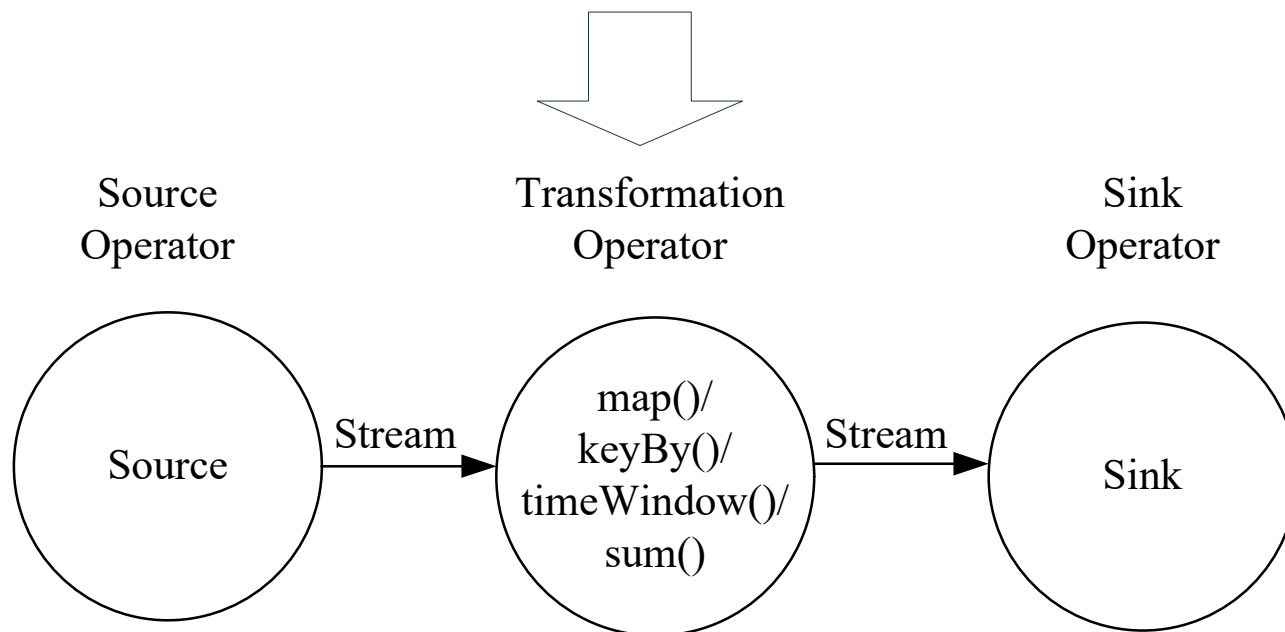 Source
Operator
Transformation
Operator
Sink
Operator
Source
Stream
map()/
keyBy()/
timeWindow()/
sum()
Stream
Sink